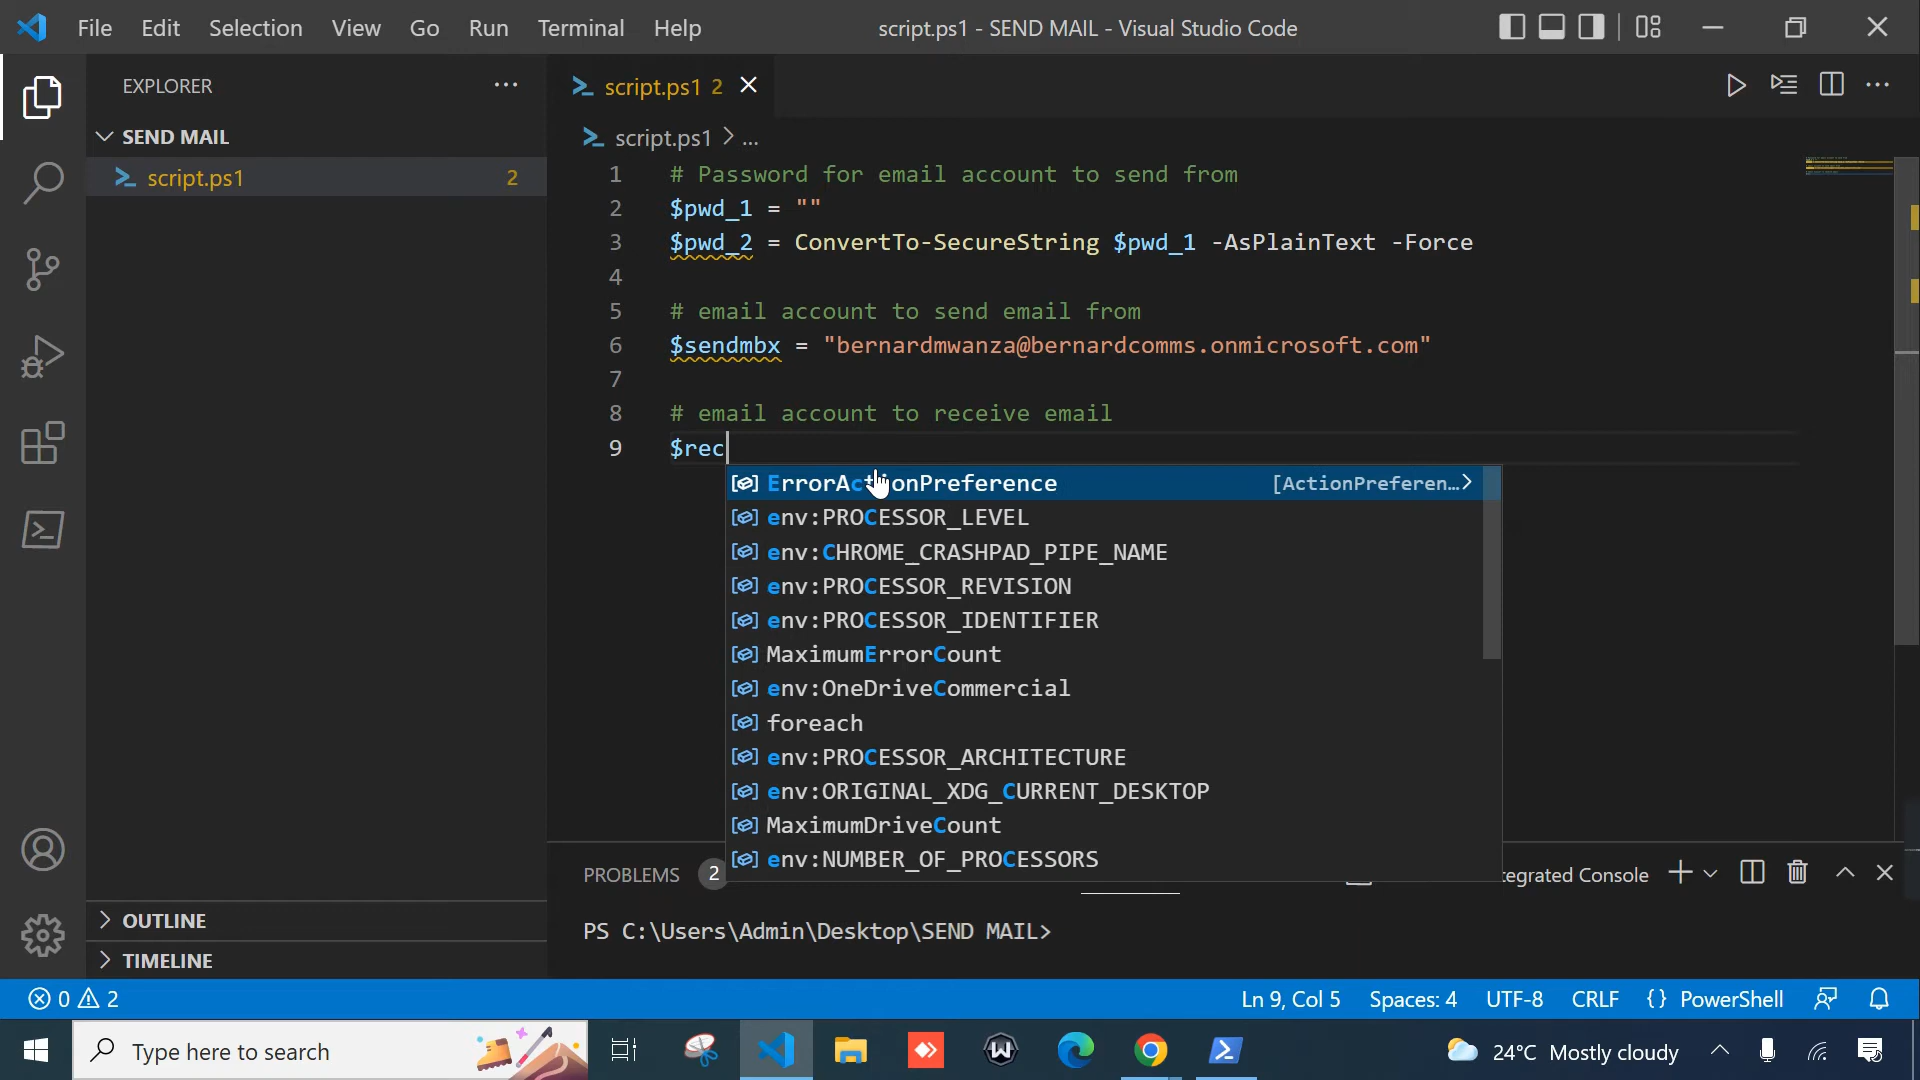 File Edit Selection View Go Run Terminal Help
script.ps1 - SEND MAIL - Visual Studio Code
EXPLORER
SEND MAIL
script.ps1 2
OUTLINE
TIMELINE
script.ps1 2
script.ps1 > ...
1 # Password for email account to send from
2 $pwd_1 = ""
3 $pwd_2 = ConvertTo-SecureString $pwd_1 -AsPlainText -Force
4
5 # email account to send email from
6 $sendmbx = "bernardmwanza@bernardcomms.onmicrosoft.com"
7
8 # email account to receive email
9 $rec
ErrorActionPreference [ActionPreferen…>
env:PROCESSOR_LEVEL
env:CHROME_CRASHPAD_PIPE_NAME
env:PROCESSOR_REVISION
env:PROCESSOR_IDENTIFIER
MaximumErrorCount
env:OneDriveCommercial
foreach
env:PROCESSOR_ARCHITECTURE
env:ORIGINAL_XDG_CURRENT_DESKTOP
MaximumDriveCount
env:NUMBER_OF_PROCESSORS
PROBLEMS 2
tegrated Console
PS C:\Users\Admin\Desktop\SEND MAIL>
0 2
Ln 9, Col 5 Spaces: 4 UTF-8 CRLF {} PowerShell
Type here to search
24°C Mostly cloudy